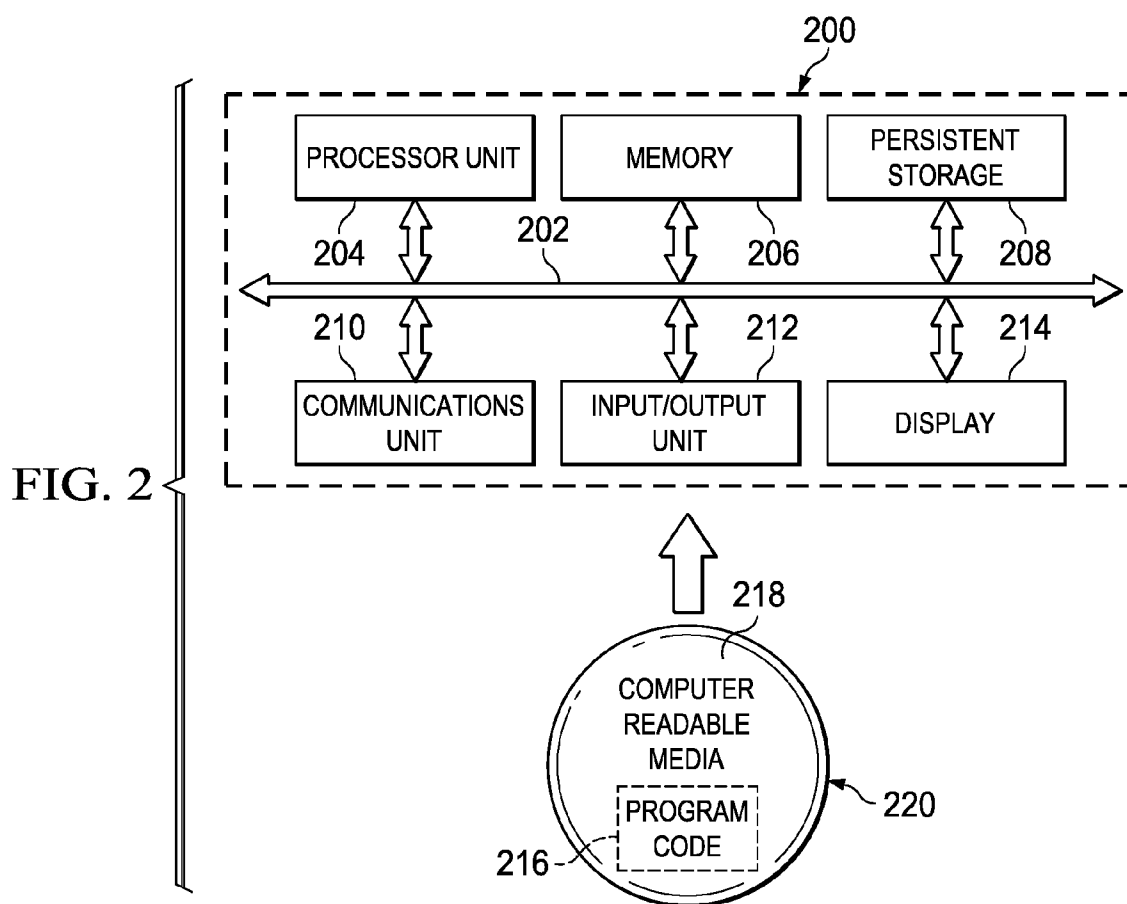 200
PROCESSOR UNIT
MEMORY
PERSISTENT
STORAGE
204
202
206
208
210
212
214
COMMUNICATIONS
UNIT
INPUT/OUTPUT
UNIT
DISPLAY
FIG. 2
218
COMPUTER
READABLE
MEDIA
220
PROGRAM
CODE
216